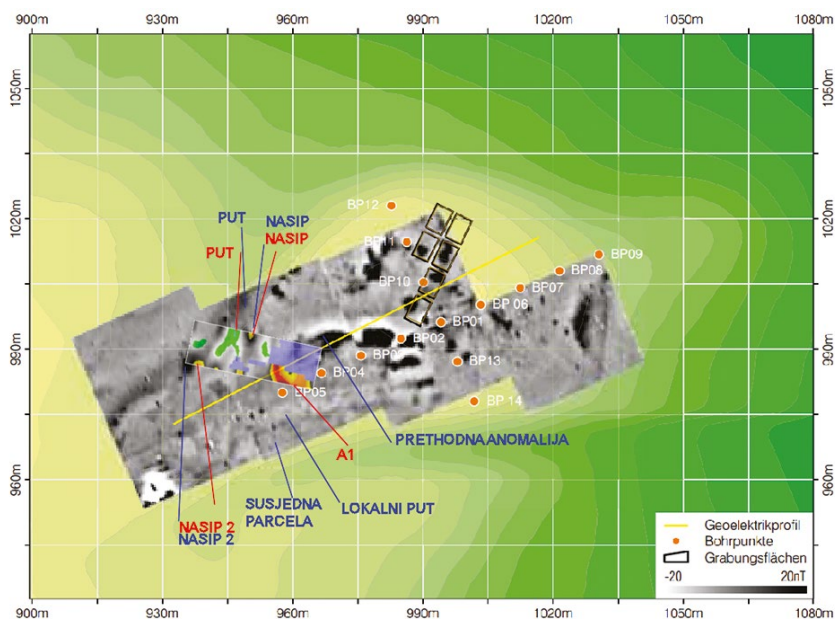 900m 930m 960m 990m 1020m 1050m 1080m
1050m
1050m
1020m
1020m
BP12
PUT
NASIP
NASIP
PUT
BP11
BP09
BP08
BP10
BP07
BP 06
BP01
BP02
890m
890m
BP13
BP04
BP05
BP 14
PRETHODNA ANOMALIJA
A1
960m
960m
SUSJEDNA
PARCELA
LOKALNI PUT
NASIP 2
NASIP 2
Geoelektrikprofil
Bohrpunkte
Grabungsflächen
-20 20nT
900m 930m 960m 990m 1020m 1050m 1080m